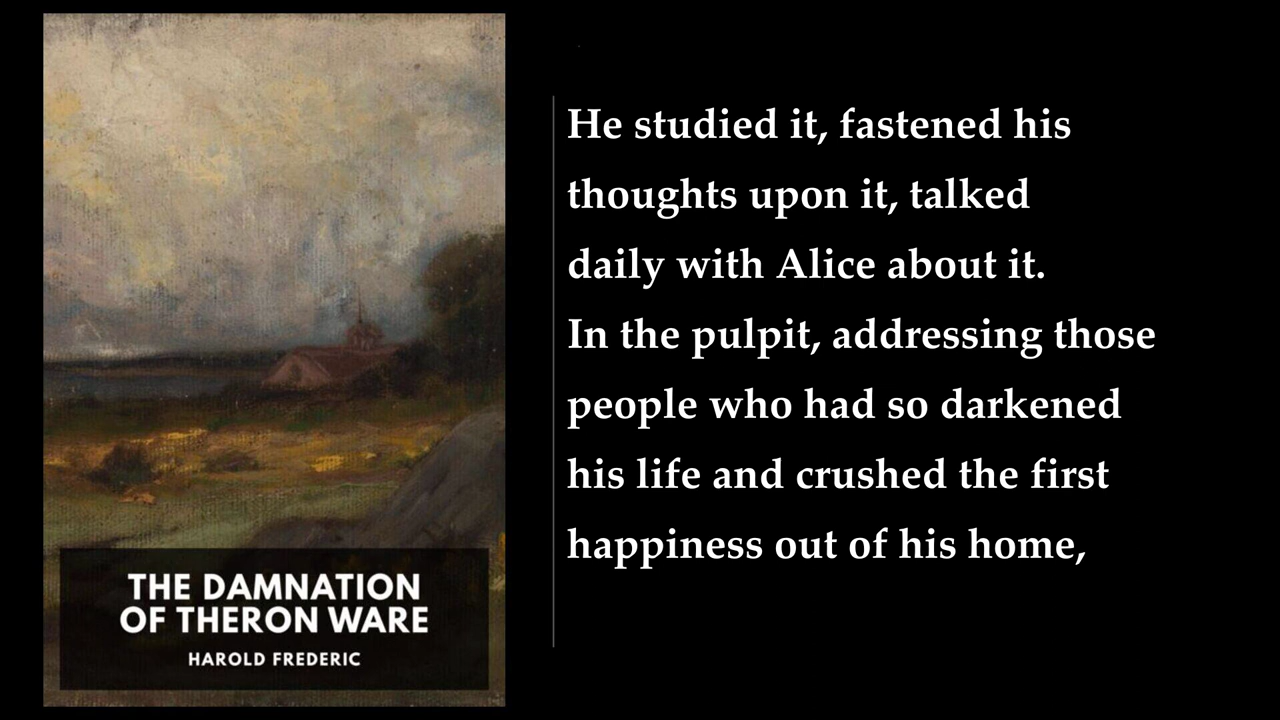 He studied it, fastened his
thoughts upon it, talked
daily with Alice about it.
In the pulpit, addressing those
people who had so darkened
his life and crushed the first
happiness out of his home,
THE DAMNATION
OF THERON WARE
HAROLD FREDERIC